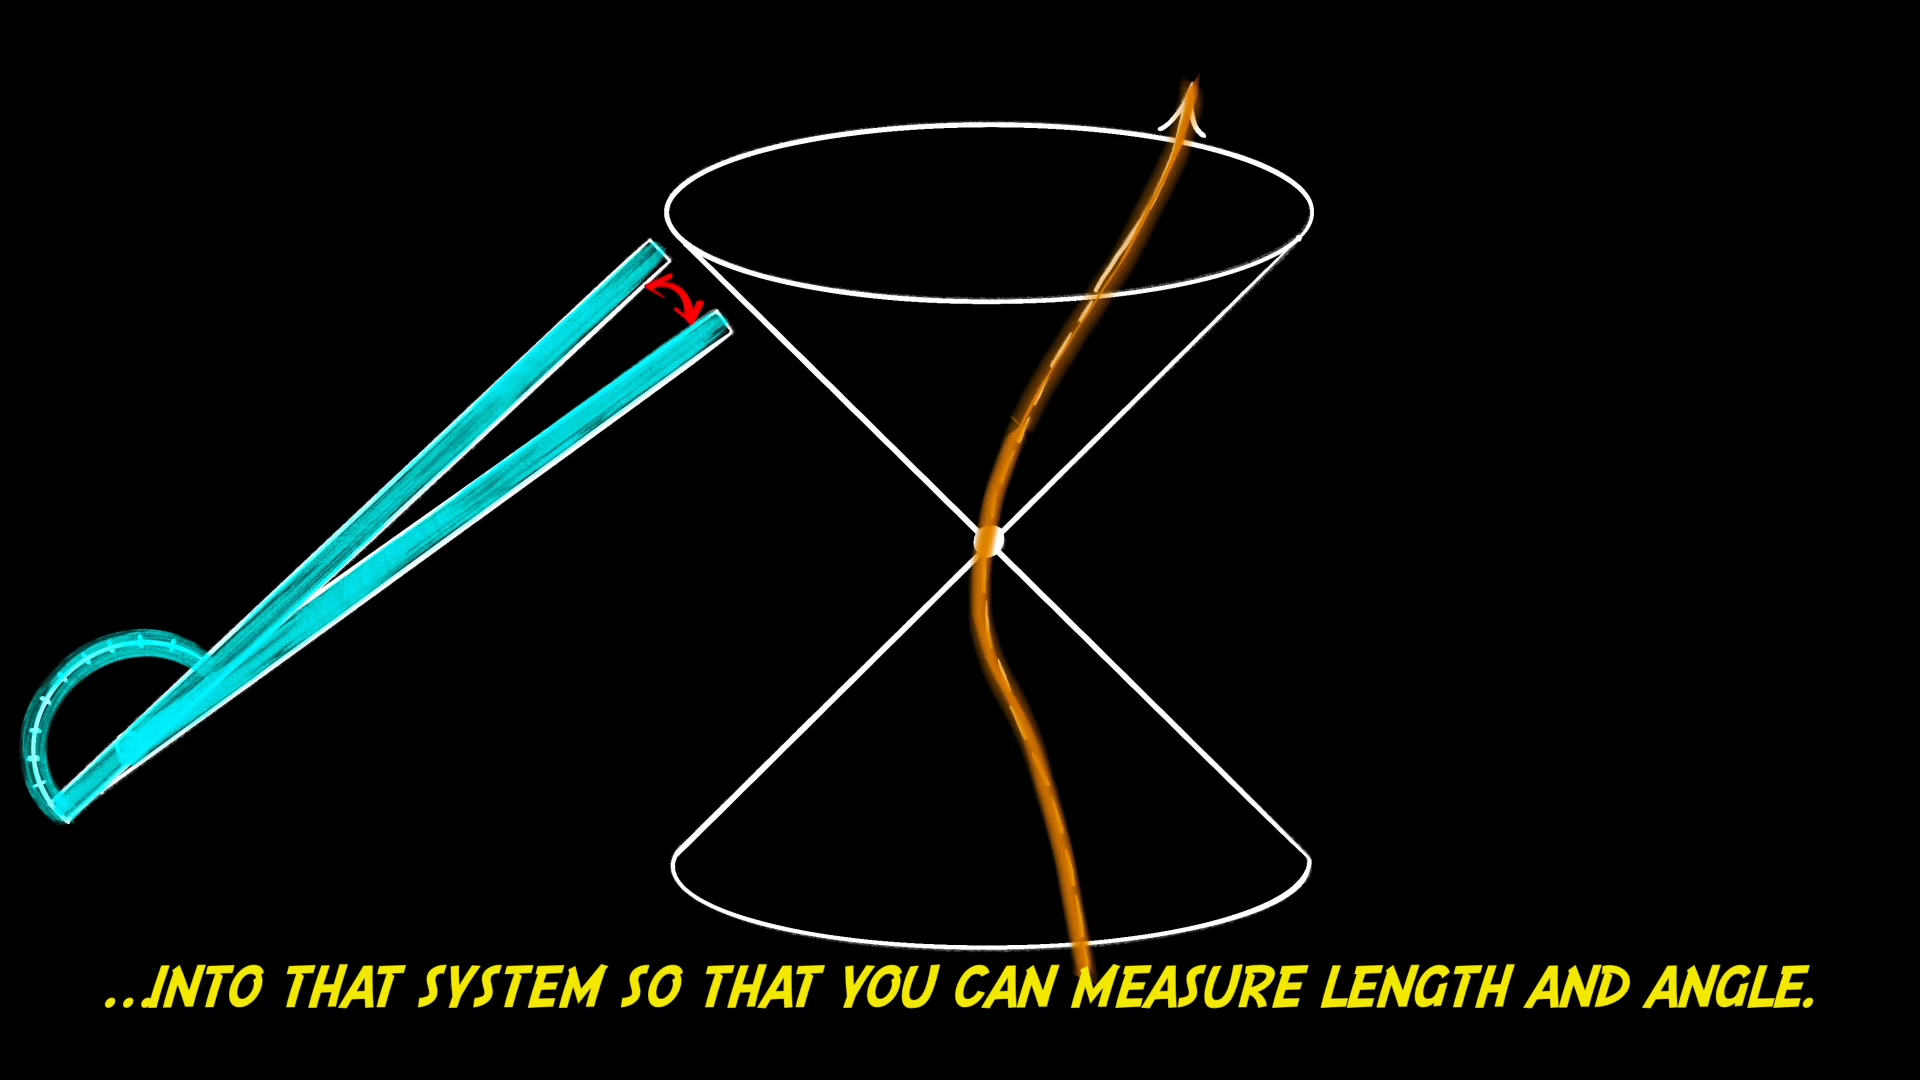 ...INTO THAT SYSTEM SO THAT YOU CAN MEASURE LENGTH AND ANGLE.